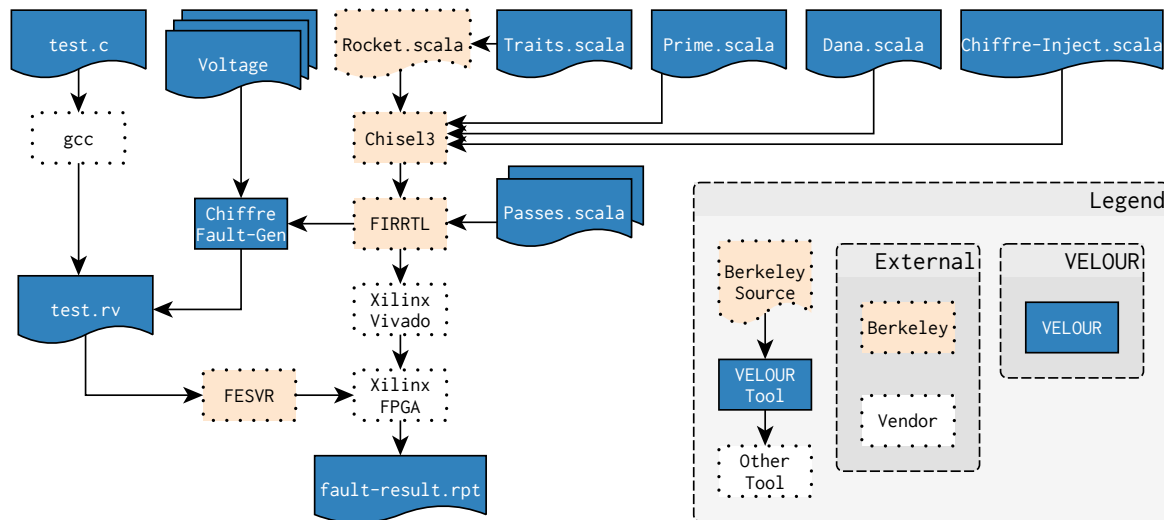 test.c
Voltage
Rocket.scala
Traits.scala
Prime.scala
Dana.scala
Chiffre-Inject.scala
gcc
Chisel3
Chiffre
Fault-Gen
FIRRTL
Passes.scala
test.rv
Xilinx
Vivado
FESVR
Xilinx
FPGA
fault-result.rpt
Legend
Berkeley
Source
VELOUR
Tool
Other
Tool
External
Berkeley
Vendor
VELOUR
VELOUR